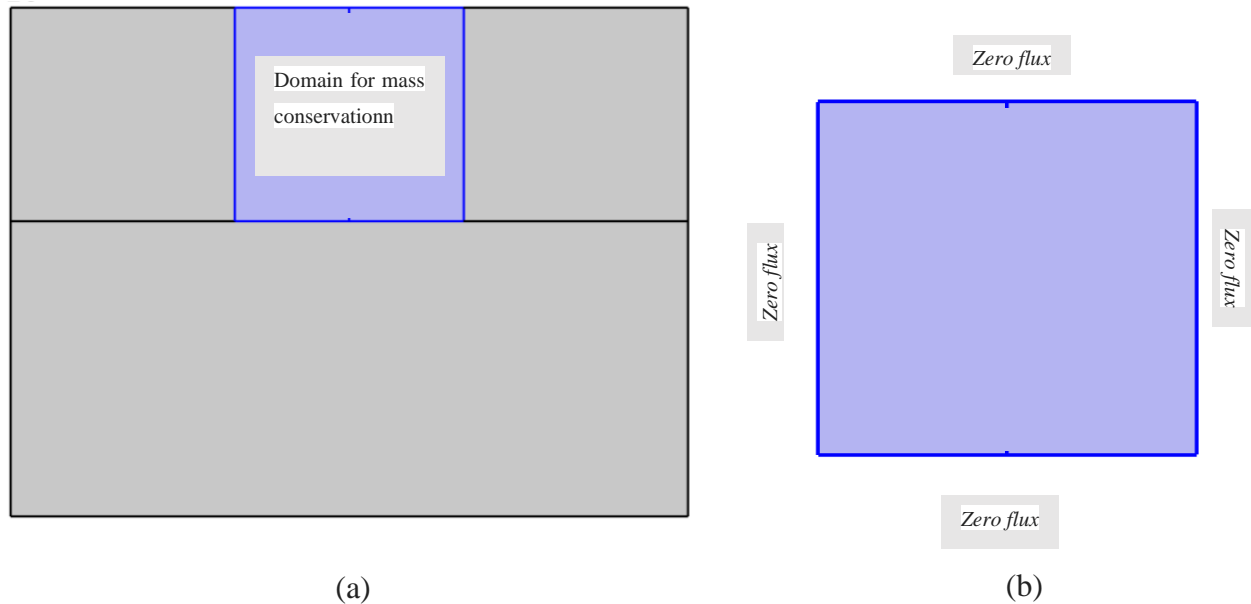 Domain for mass
conservationn
(a)
Zero flux
Zero flux
Zero flux
Zero flux
(b)